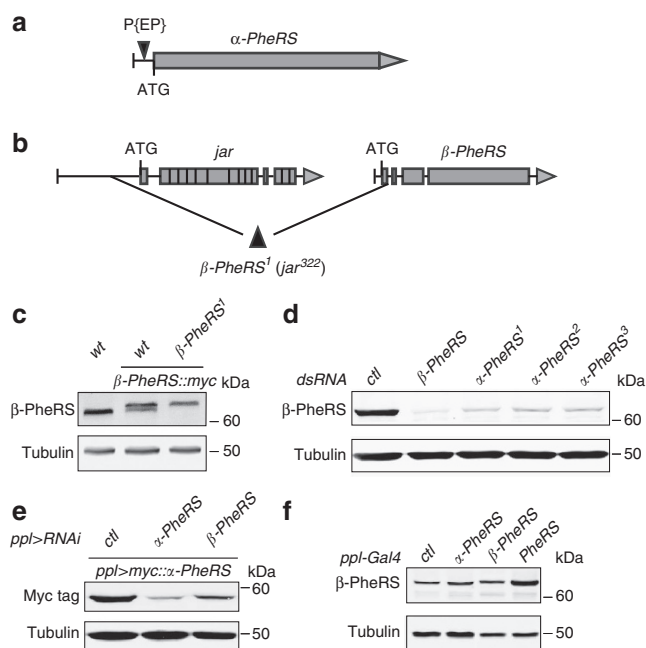 a
P{EP}
α-PheRS
ATG
b
ATG jar ATG β-PheRS
β-PheRS¹ (jar³²²)
c
wt wt β-PheRS¹
β-PheRS::myc kDa
β-PheRS
60
Tubulin 50
d
dsRNA ctl β-PheRS α-PheRS¹ α-PheRS² α-PheRS³ kDa
β-PheRS
60
Tubulin 50
e
ppl>RNAi ctl α-PheRS β-PheRS
ppl>myc::α-PheRS kDa
Myc tag 60
Tubulin 50
f
ppl-Gal4 ctl α-PheRS β-PheRS PheRS kDa
β-PheRS
60
Tubulin 50